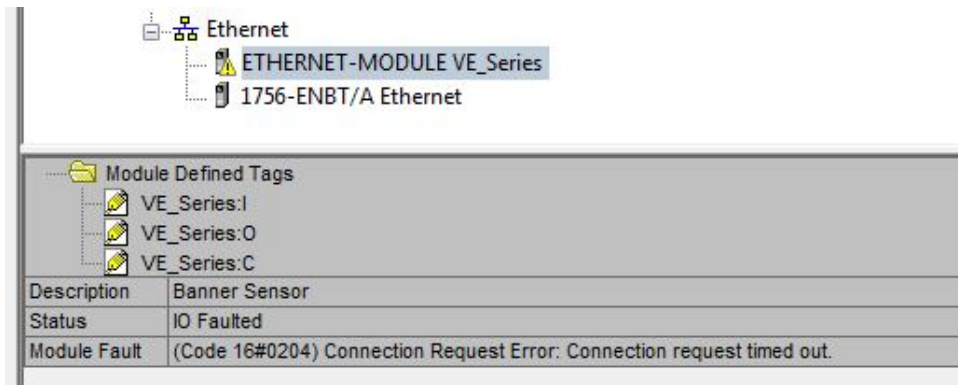 Ethernet
ETHERNET-MODULE VE_Series
1756-ENBT/A Ethernet
Module Defined Tags
VE_Series:I
VE_Series:O
VE_Series:C
Description Banner Sensor
Status IO Faulted
Module Fault (Code 16#0204) Connection Request Error: Connection request timed out.